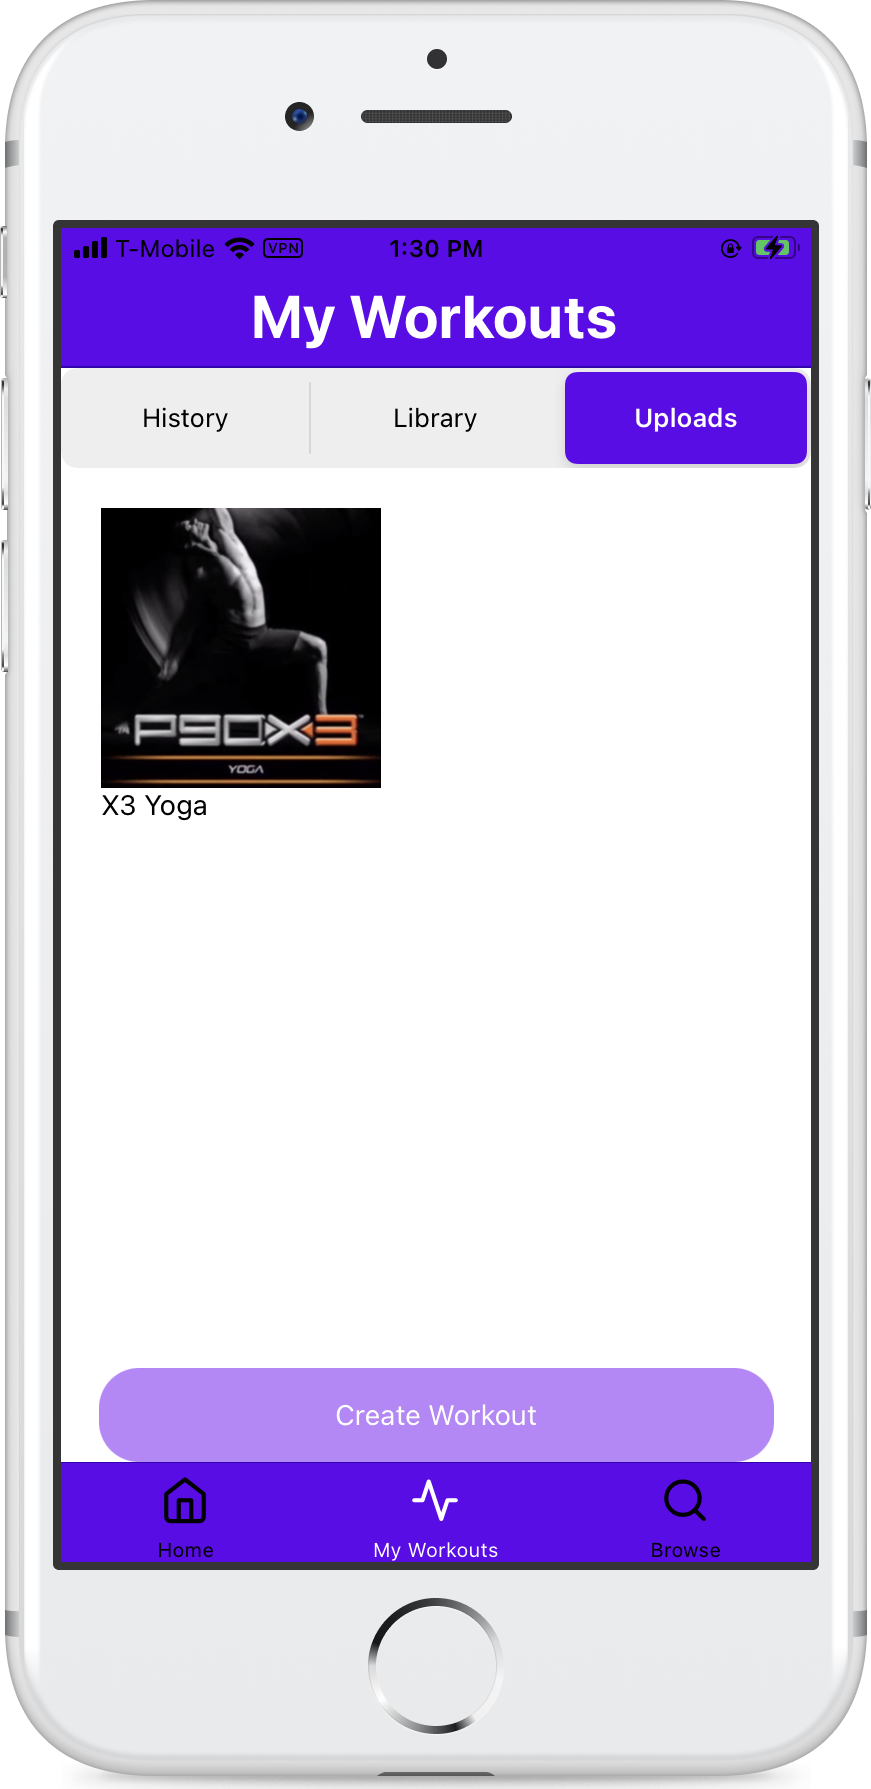 T-Mobile VPN 1:30 PM
My Workouts
History Library Uploads
P90X3
YOGA
X3 Yoga
Create Workout
Home My Workouts Browse